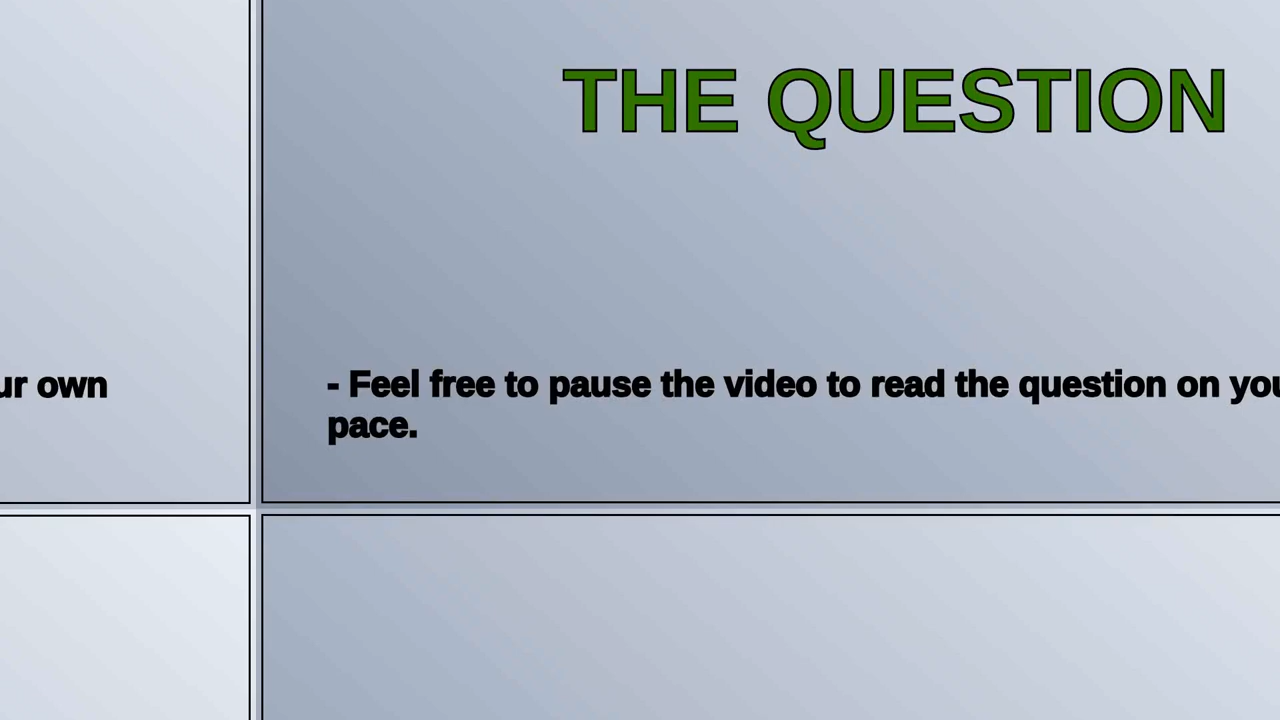 THE QUESTION
ur own
- Feel free to pause the video to read the question on you
pace.